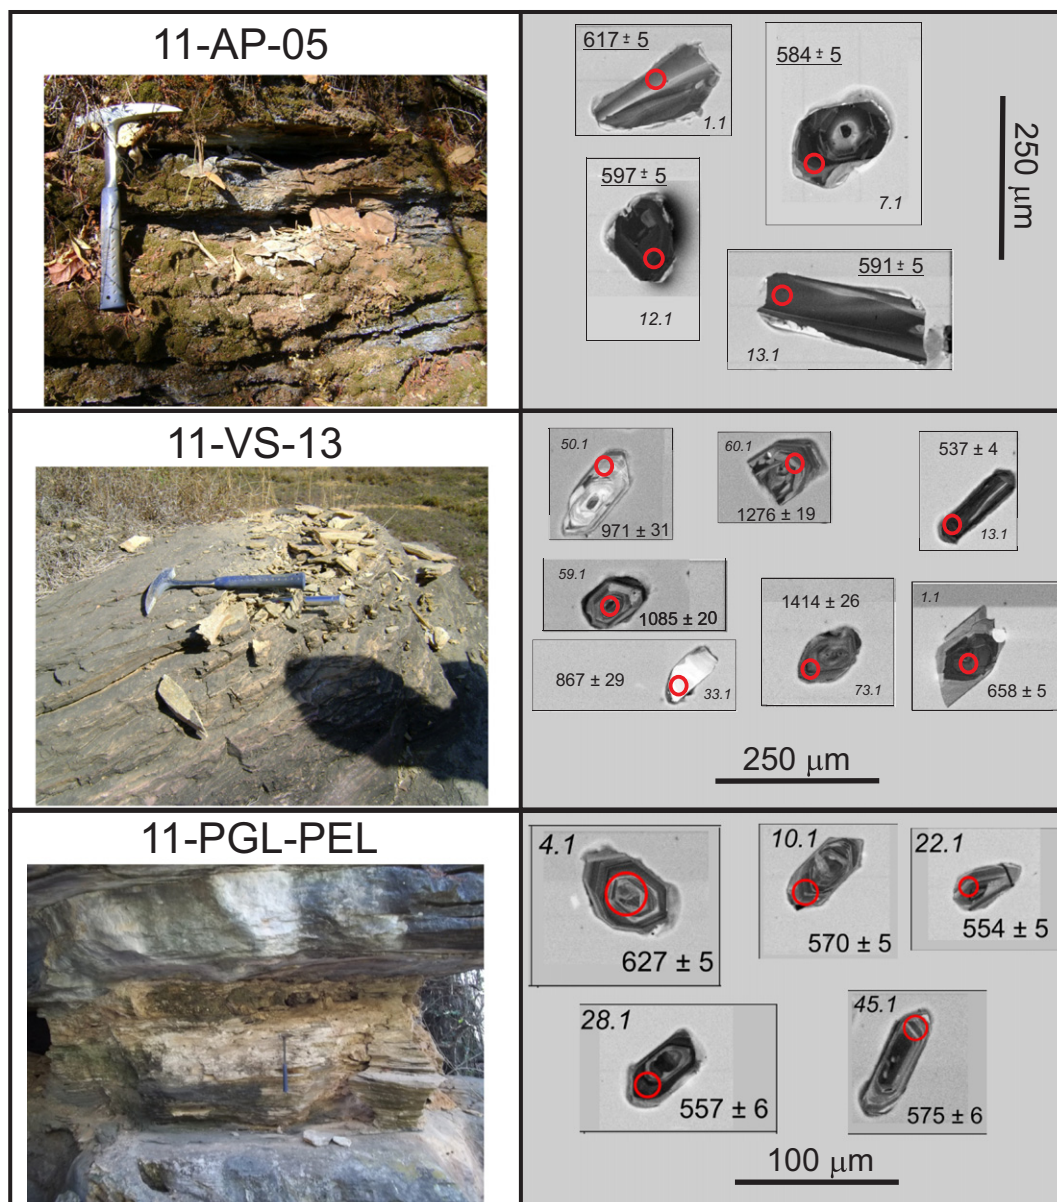 11-AP-05
617 ± 5
1.1
584 ± 5
7.1
597 ± 5
12.1
591 ± 5
13.1
250 μm
11-VS-13
50.1
971 ± 31
60.1
1276 ± 19
537 ± 4
13.1
59.1
1085 ± 20
867 ± 29
33.1
1414 ± 26
73.1
1.1
658 ± 5
250 μm
11-PGL-PEL
4.1
627 ± 5
10.1
570 ± 5
22.1
554 ± 5
28.1
557 ± 6
45.1
575 ± 6
100 μm